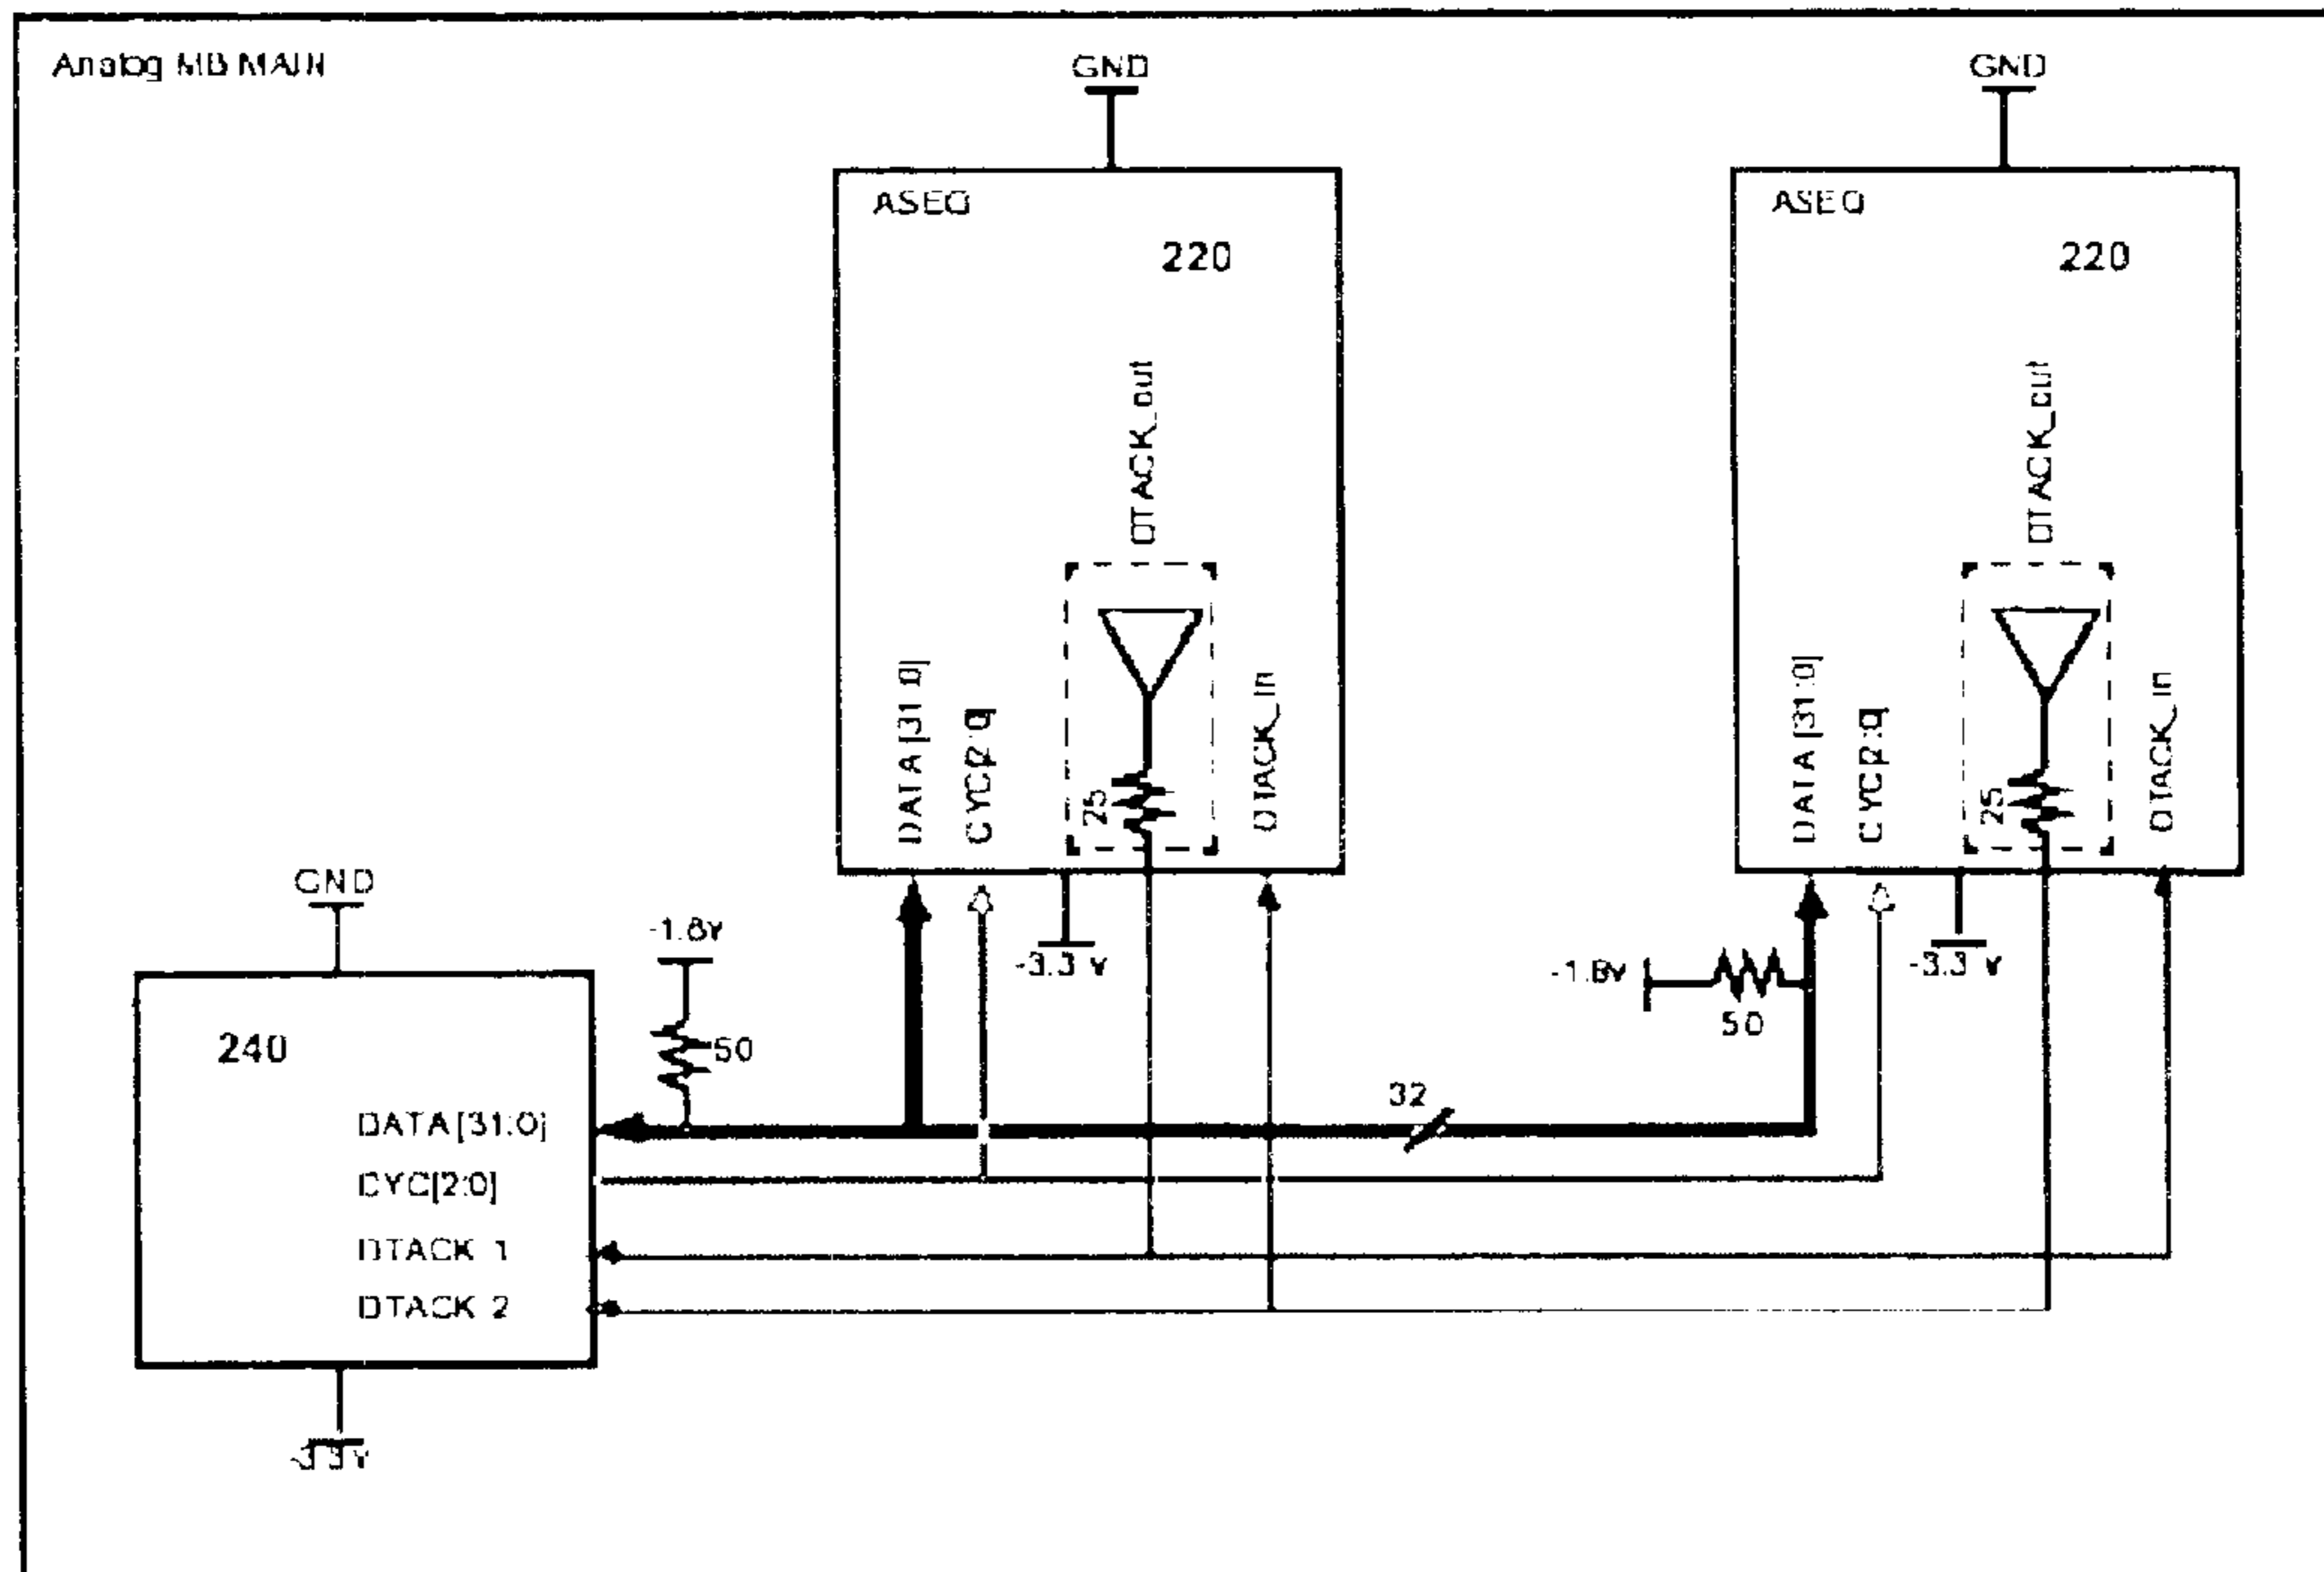 Analog MB MAIN
GND
GND
ASEQ
220
ASEQ
220
DTACK_out
DTACK_out
DATA[31:0]
CYC[2:0]
25
DTACK_in
DATA[31:0]
CYC[2:0]
25
DTACK_in
GND
-1.8v
-3.3 v
-1.8v
-3.3 v
50
240
50
32
DATA[31:0]
CYC[2:0]
DTACK 1
DTACK 2
-3.3v